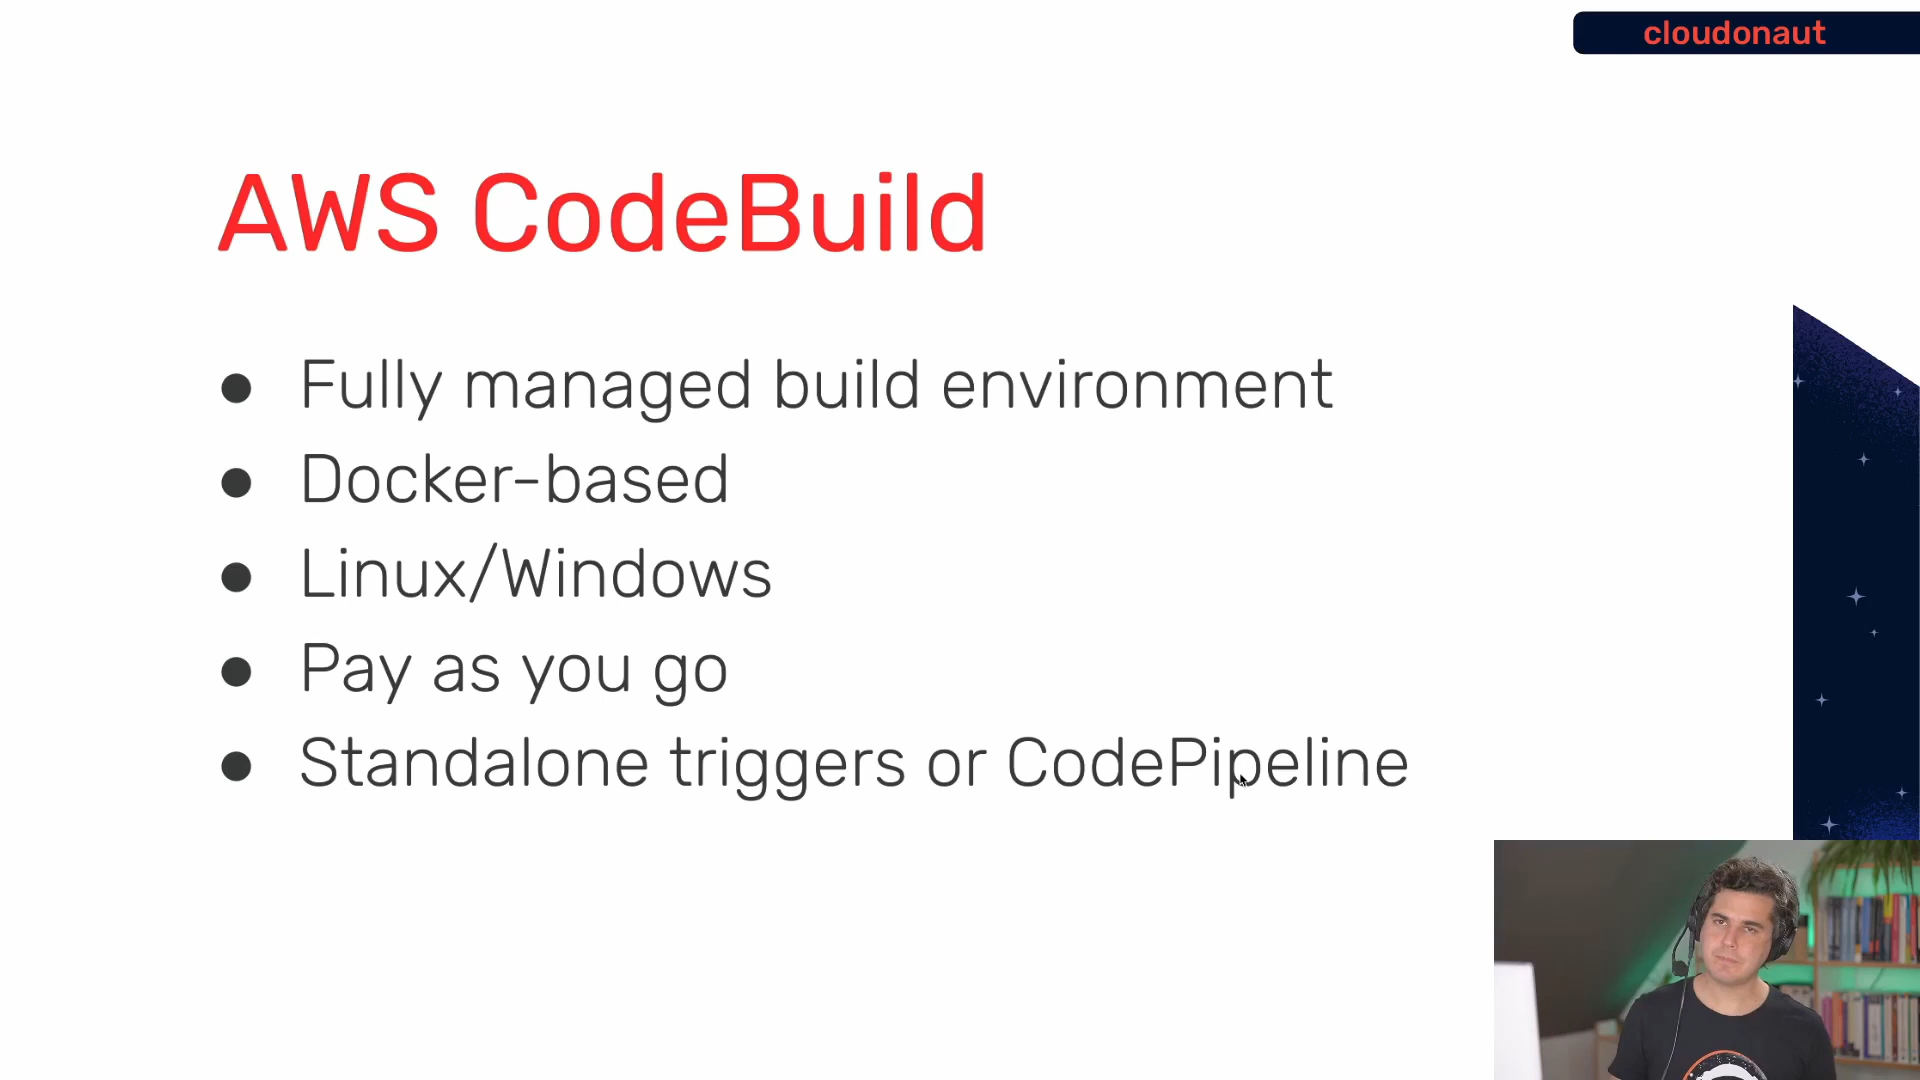 cloudonaut
AWS CodeBuild
● Fully managed build environment
● Docker-based
● Linux/Windows
● Pay as you go
● Standalone triggers or CodePipeline